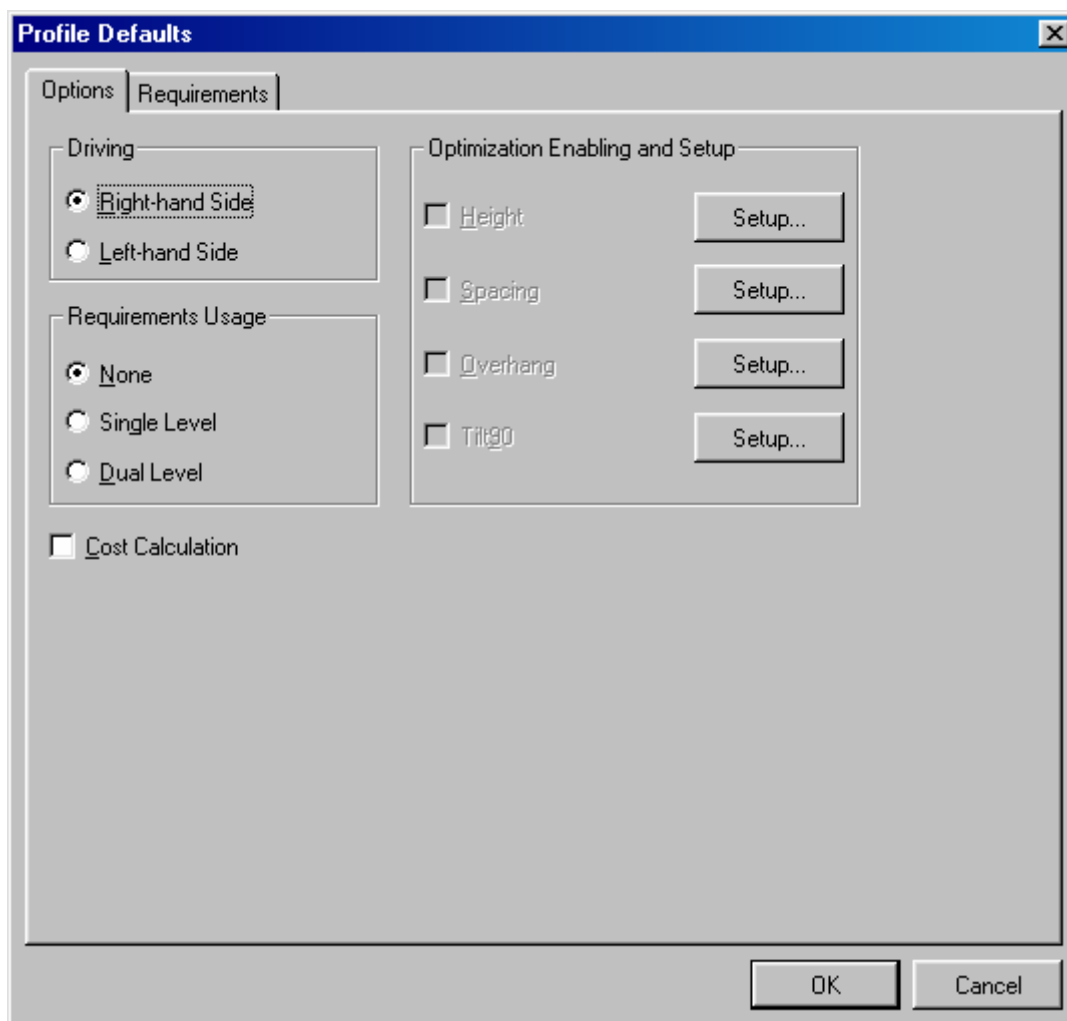 Profile Defaults
Options
Requirements
Driving
Right-hand Side
Left-hand Side
Requirements Usage
None
Single Level
Dual Level
Cost Calculation
Optimization Enabling and Setup
Height
Setup...
Spacing
Setup...
Overhang
Setup...
Tilt90
Setup...
OK
Cancel